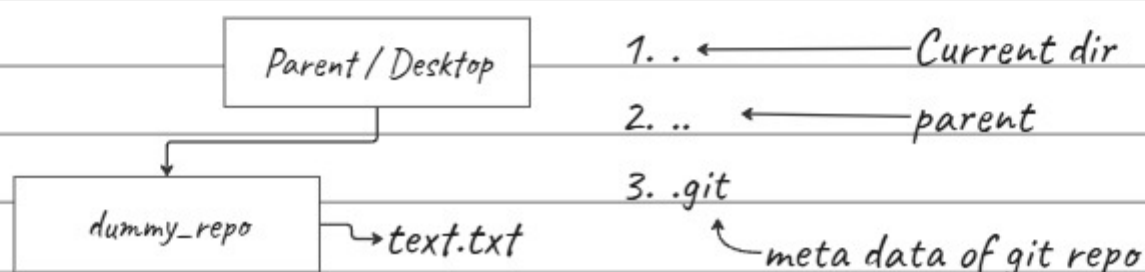 Parent / Desktop
dummy_repo
text.txt
1. . Current dir
2. .. parent
3. .git
meta data of git repo